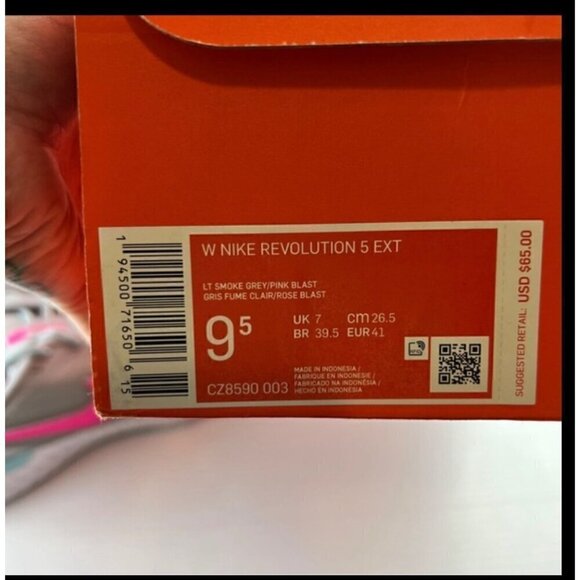 W NIKE REVOLUTION 5 EXT
LT SMOKE GREY/PINK BLAST
GRIS FUME CLAIR/ROSE BLAST
9⁵
UK 7 cm 26.5
BR 39.5 EUR 41
MADE IN INDONESIA /
FABRIQUE EN INDONESIE /
FABRICADO NA INDONÉSIA /
HECHO EN INDONESIA
CZ8590 003
1 94500 71650 6 15
SUGGESTED RETAIL: USD $65.00